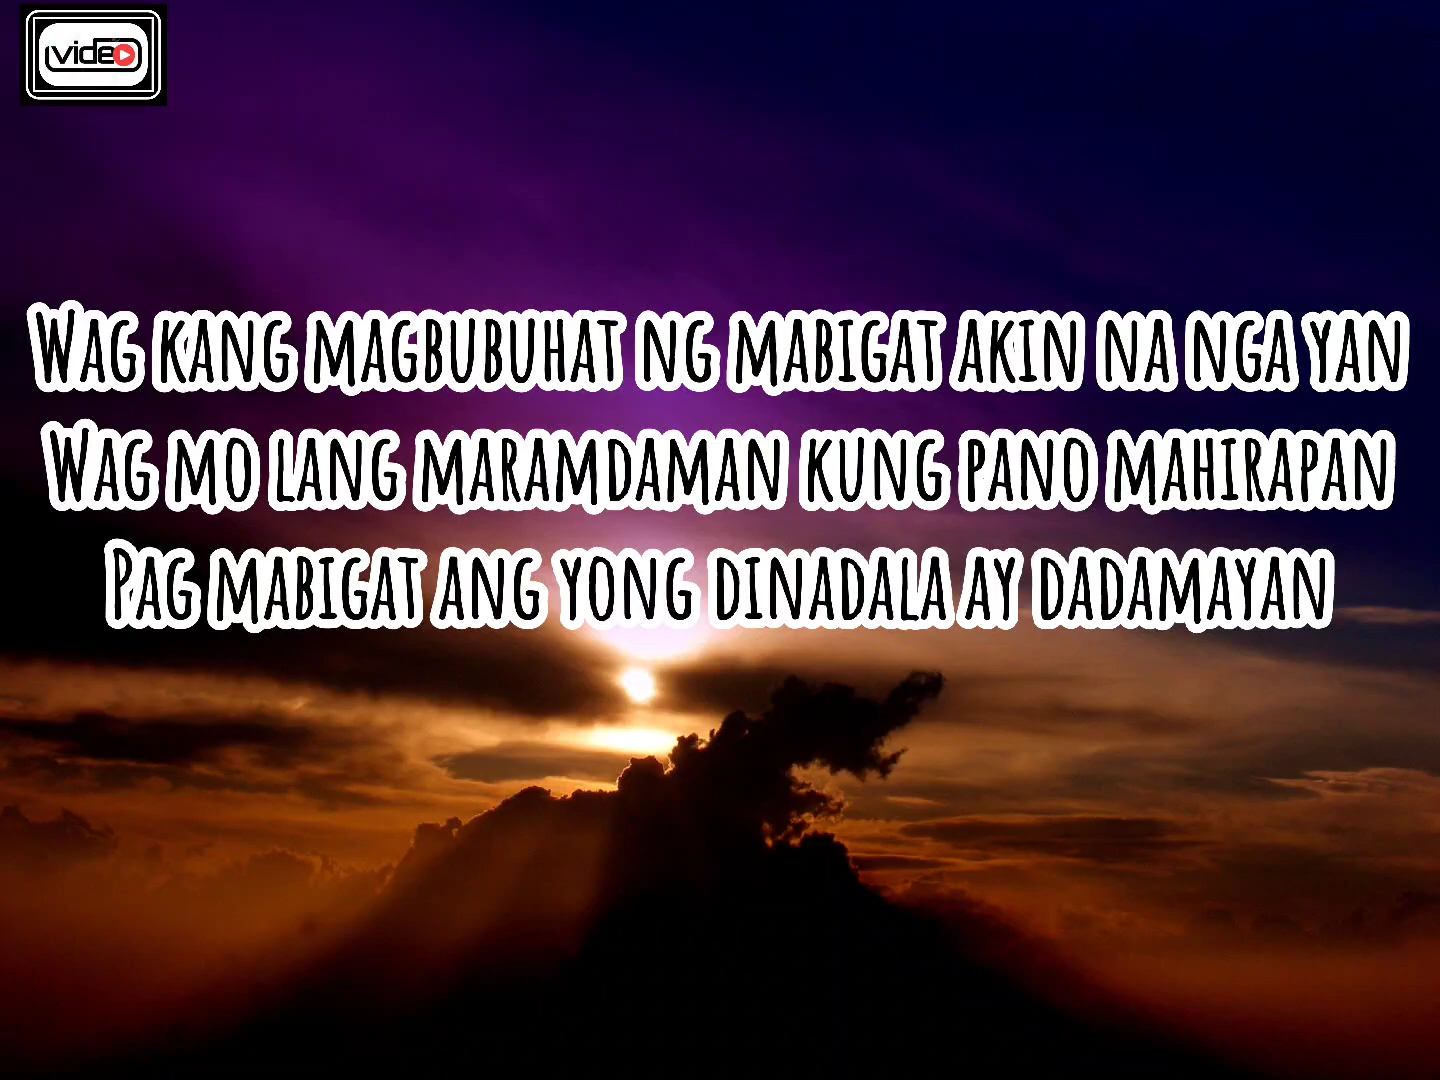 video
Wag kang magbubuhat ng mabigat akin na nga yan
Wag mo lang maramdaman kung pano mahirapan
Pag mabigat ang yong dinadala ay dadamayan